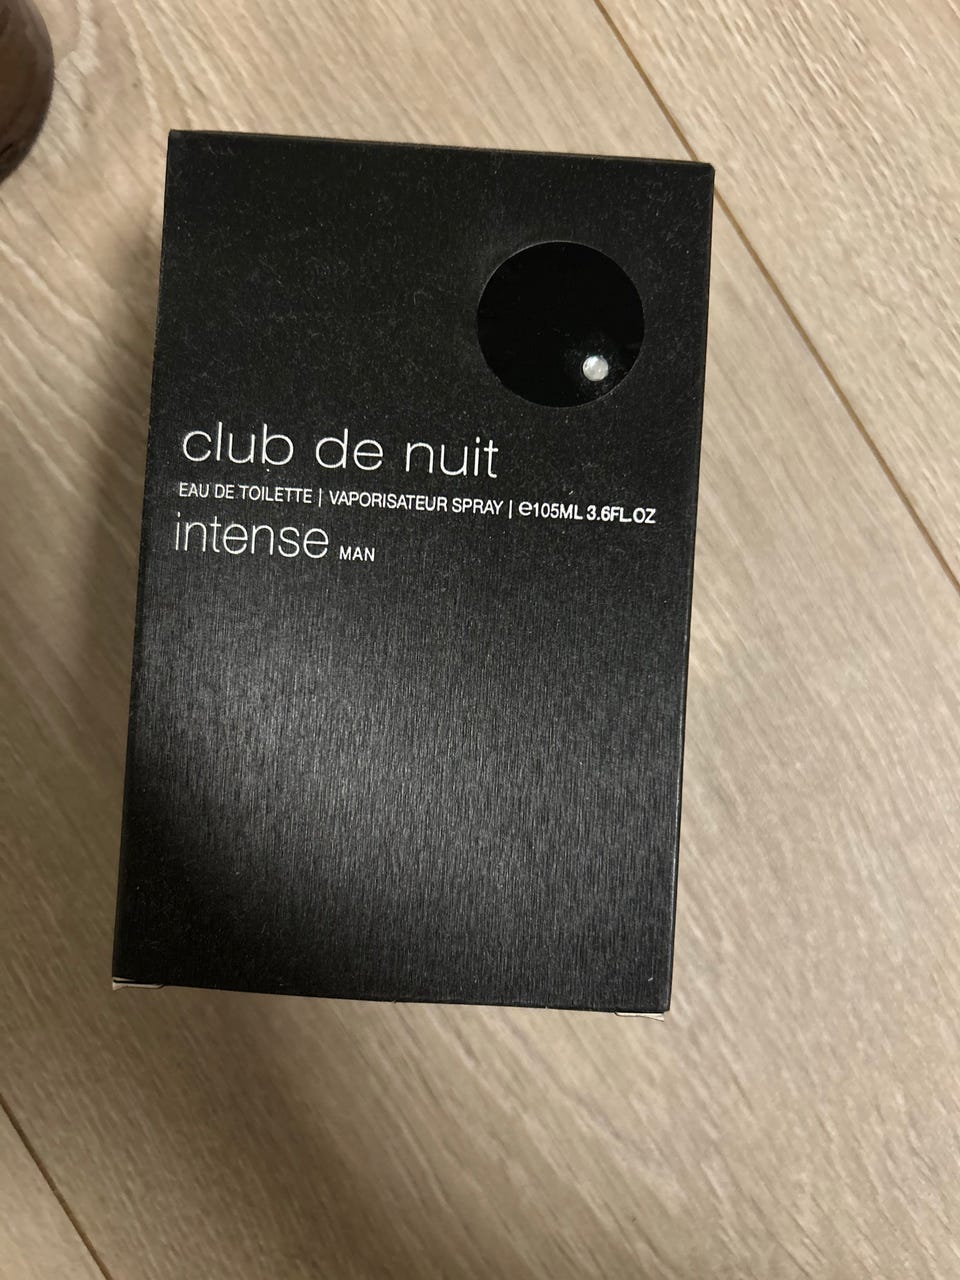 club de nuit
EAU DE TOILETTE | VAPORISATEUR SPRAY | ℮105ML 3.6FL.OZ
intense MAN